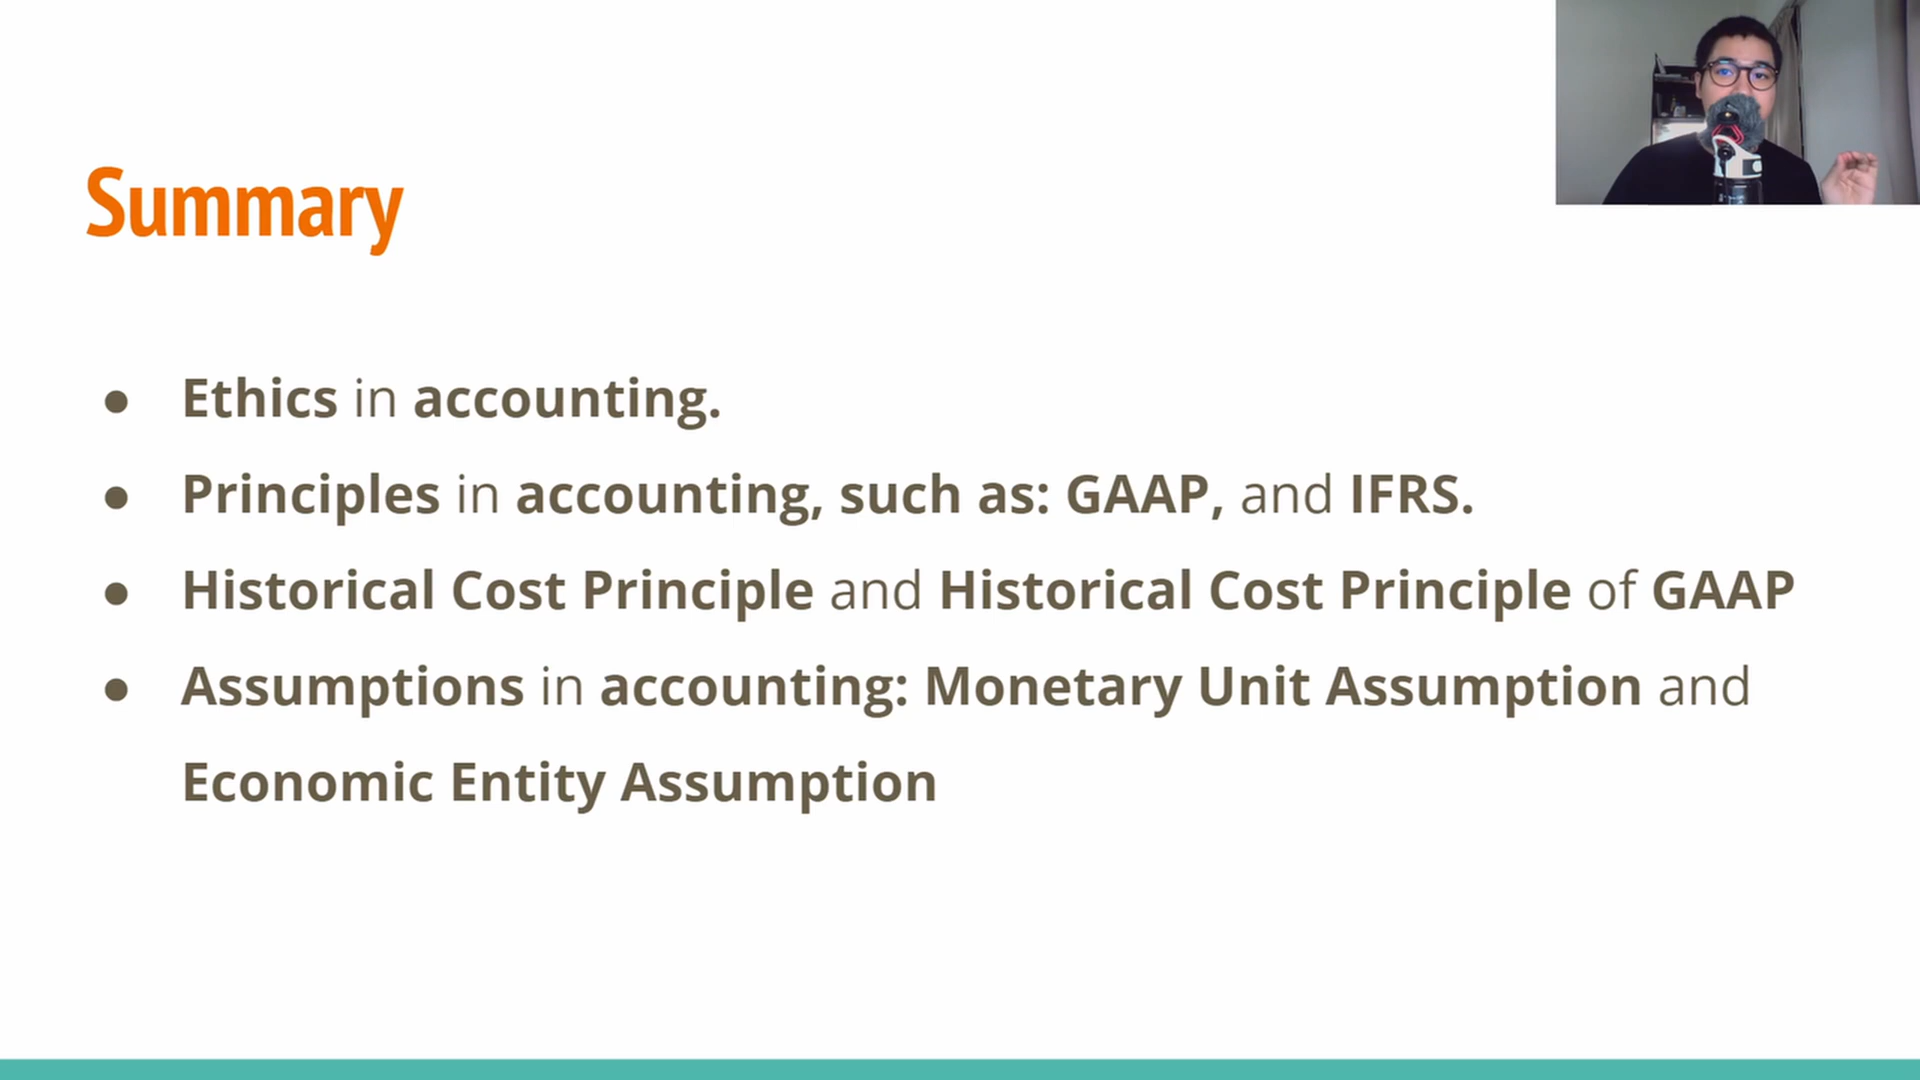 Summary
● Ethics in accounting.
● Principles in accounting, such as: GAAP, and IFRS.
● Historical Cost Principle and Historical Cost Principle of GAAP
● Assumptions in accounting: Monetary Unit Assumption and
Economic Entity Assumption